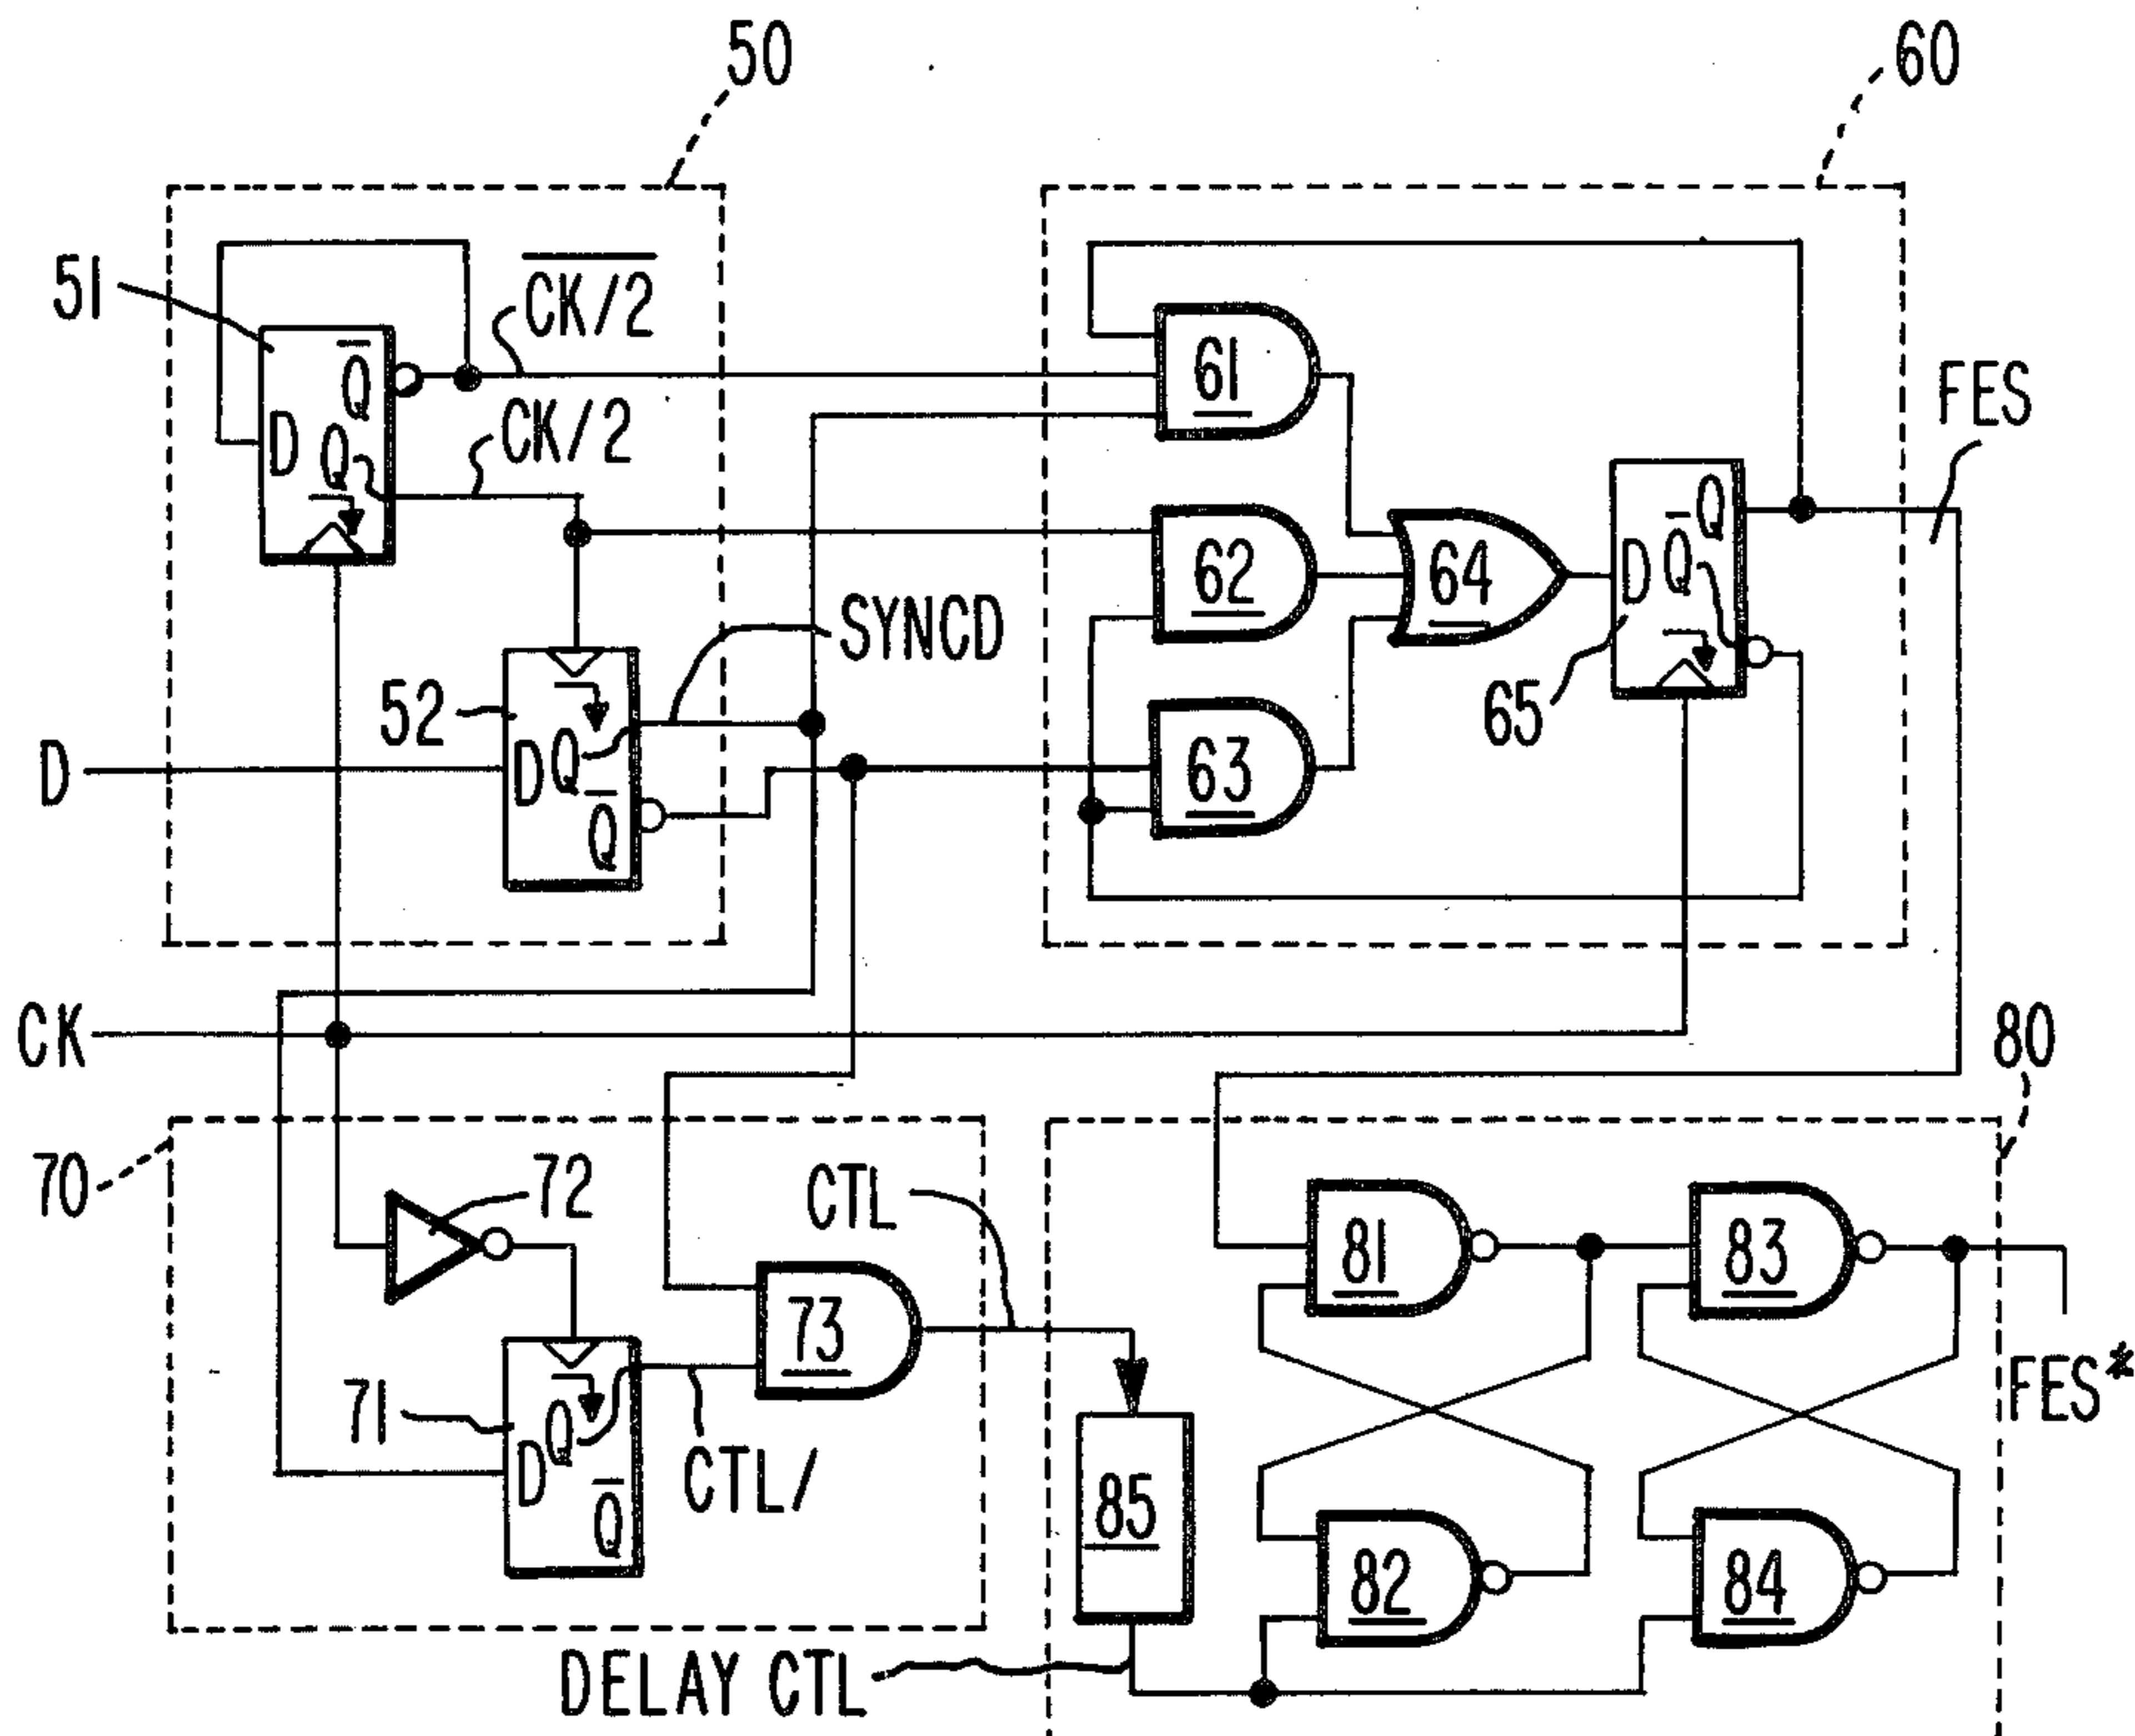 50
60
51
Q̅
C̅K̅/̅2̅
D
Q
CK/2
61
FES
52
SYNCD
62
64
Q
D
Q̅
65
D
D
Q
Q̅
63
CK
80
70
72
CTL
73
81
83
FES*
71
D
Q
Q̅
CTL/
85
82
84
DELAY CTL